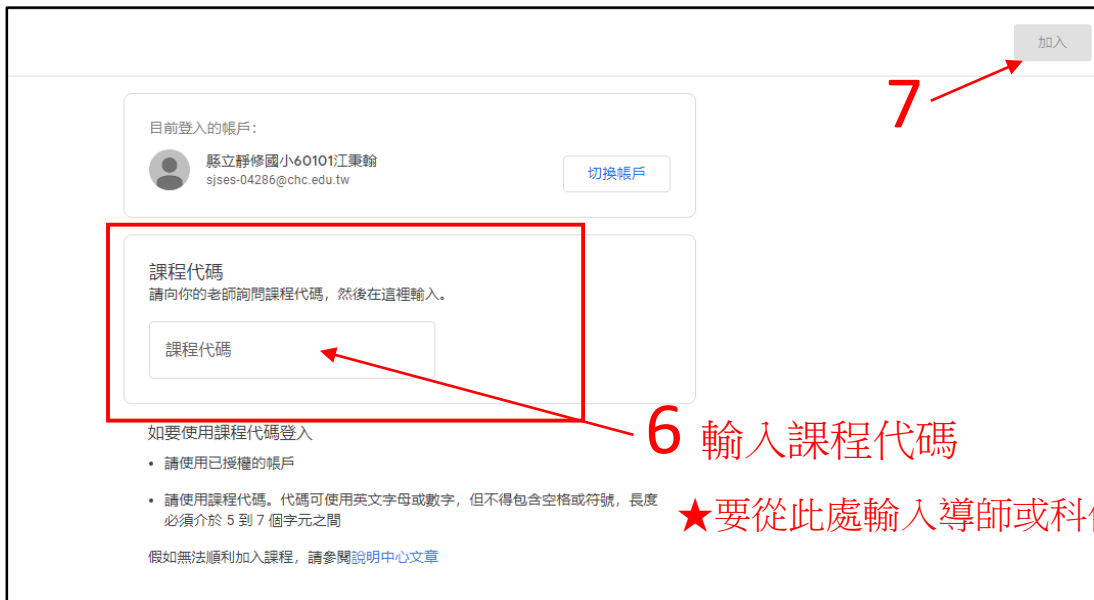 加入
7
目前登入的帳戶：
縣立靜修國小60101江秉翰
sjses-04286@chc.edu.tw
切換帳戶
課程代碼
請向你的老師詢問課程代碼，然後在這裡輸入。
課程代碼
6 輸入課程代碼
如要使用課程代碼登入
• 請使用已授權的帳戶
• 請使用課程代碼。代碼可使用英文字母或數字，但不得包含空格或符號，長度
必須介於 5 到 7 個字元之間
★要從此處輸入導師或科
假如無法順利加入課程，請參閱說明中心文章